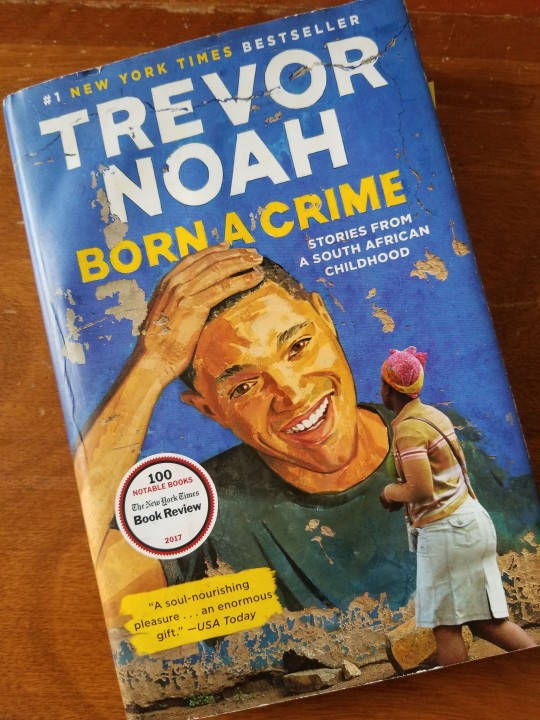 #1 NEW YORK TIMES BESTSELLER
TREVOR
NOAH
BORN A CRIME
STORIES FROM
A SOUTH AFRICAN
CHILDHOOD
100
NOTABLE BOOKS
The New York Times
Book Review
2017
“A soul-nourishing
pleasure . . . an enormous
gift.” —USA Today